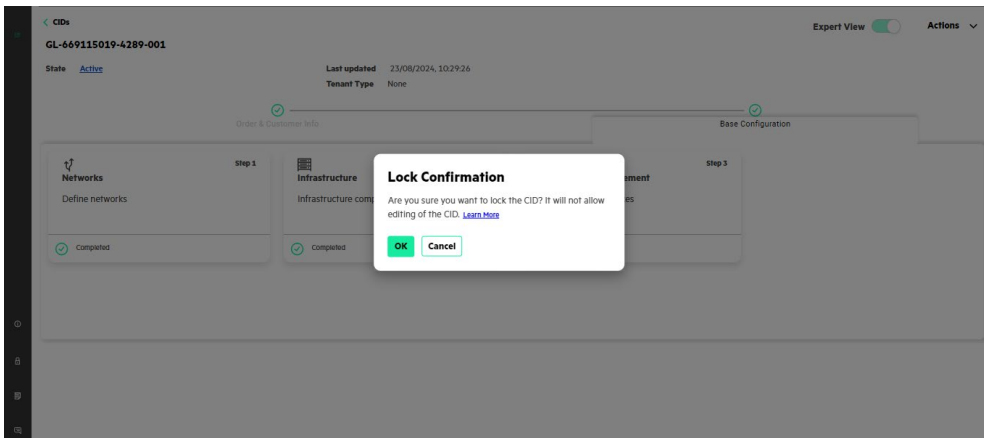 CIDs
Expert View
Actions
GL-669115019-4289-001
State Active
Last updated 23/08/2024, 10:29:26
Tenant Type None
Order & Customer Info
Base Configuration
Step 1
Step 3
Networks
Infrastructure
Define networks
Infrastructure
Lock Confirmation
Are you sure you want to lock the CID? It will not allow
editing of the CID. Learn More
OK Cancel
Completed
Completed